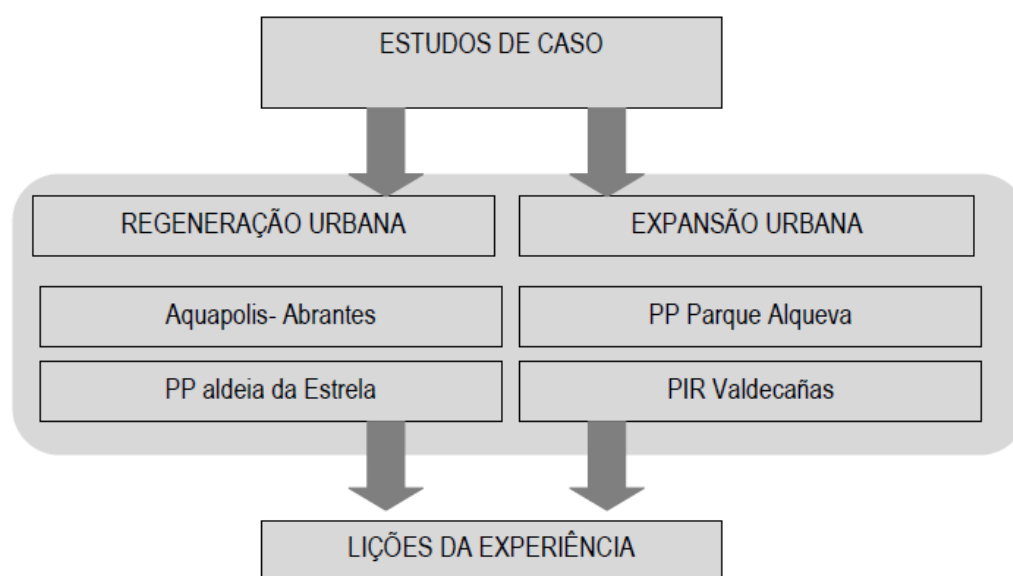 ESTUDOS DE CASO
REGENERAÇÃO URBANA
EXPANSÃO URBANA
Aquapolis- Abrantes
PP Parque Alqueva
PP aldeia da Estrela
PIR Valdecañas
LIÇÕES DA EXPERIÊNCIA